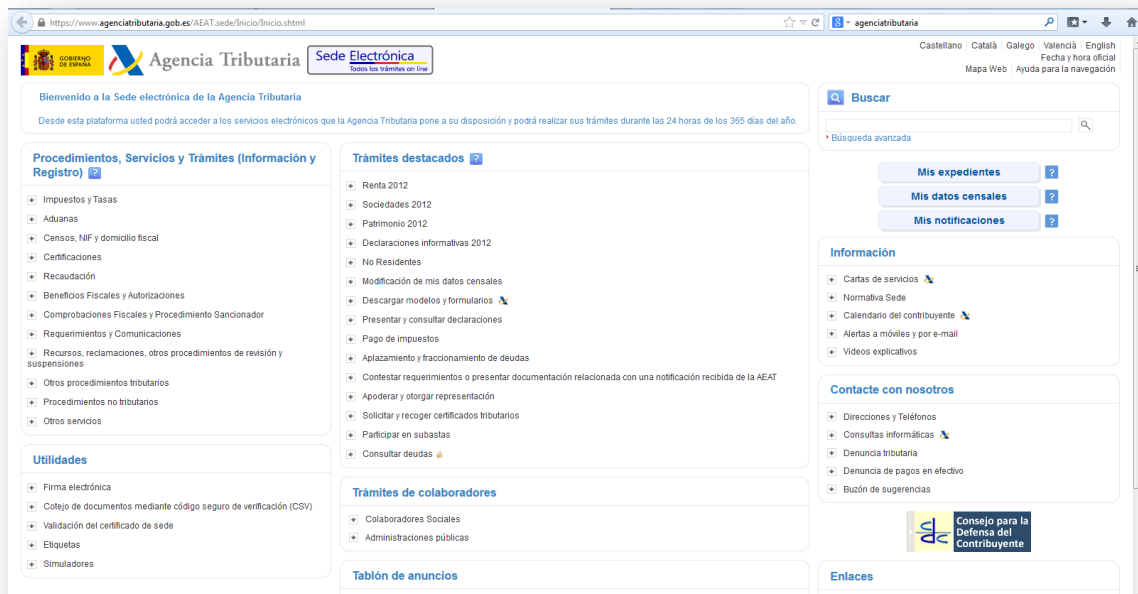 https://www.agenciatributaria.gob.es/AEAT.sede/Inicio/Inicio.shtml
agenciatributaria
GOBIERNO
DE ESPAÑA
Agencia Tributaria
Sede Electrónica
Todos los trámites on line
Castellano Català Galego Valencià English
Fecha y hora oficial
Mapa Web Ayuda para la navegación
Bienvenido a la Sede electrónica de la Agencia Tributaria
Desde esta plataforma usted podrá acceder a los servicios electrónicos que la Agencia Tributaria pone a su disposición y podrá realizar sus trámites durante las 24 horas de los 365 días del año.
Procedimientos, Servicios y Trámites (Información y
Registro) ?
Impuestos y Tasas
Aduanas
Censos, NIF y domicilio fiscal
Certificaciones
Recaudación
Beneficios Fiscales y Autorizaciones
Comprobaciones Fiscales y Procedimiento Sancionador
Requerimientos y Comunicaciones
Recursos, reclamaciones, otros procedimientos de revisión y
suspensiones
Otros procedimientos tributarios
Procedimientos no tributarios
Otros servicios
Utilidades
Firma electrónica
Cotejo de documentos mediante código seguro de verificación (CSV)
Validación del certificado de sede
Etiquetas
Simuladores
Trámites destacados ?
Renta 2012
Sociedades 2012
Patrimonio 2012
Declaraciones informativas 2012
No Residentes
Modificación de mis datos censales
Descargar modelos y formularios
Presentar y consultar declaraciones
Pago de impuestos
Aplazamiento y fraccionamiento de deudas
Contestar requerimientos o presentar documentación relacionada con una notificación recibida de la AEAT
Apoderar y otorgar representación
Solicitar y recoger certificados tributarios
Participar en subastas
Consultar deudas
Trámites de colaboradores
Colaboradores Sociales
Administraciones públicas
Tablón de anuncios
Buscar
Búsqueda avanzada
Mis expedientes ?
Mis datos censales ?
Mis notificaciones ?
Información
Cartas de servicios
Normativa Sede
Calendario del contribuyente
Alertas a móviles y por e-mail
Videos explicativos
Contacte con nosotros
Direcciones y Teléfonos
Consultas informáticas
Denuncia tributaria
Denuncia de pagos en efectivo
Buzón de sugerencias
cdc
Consejo para la
Defensa del
Contribuyente
Enlaces